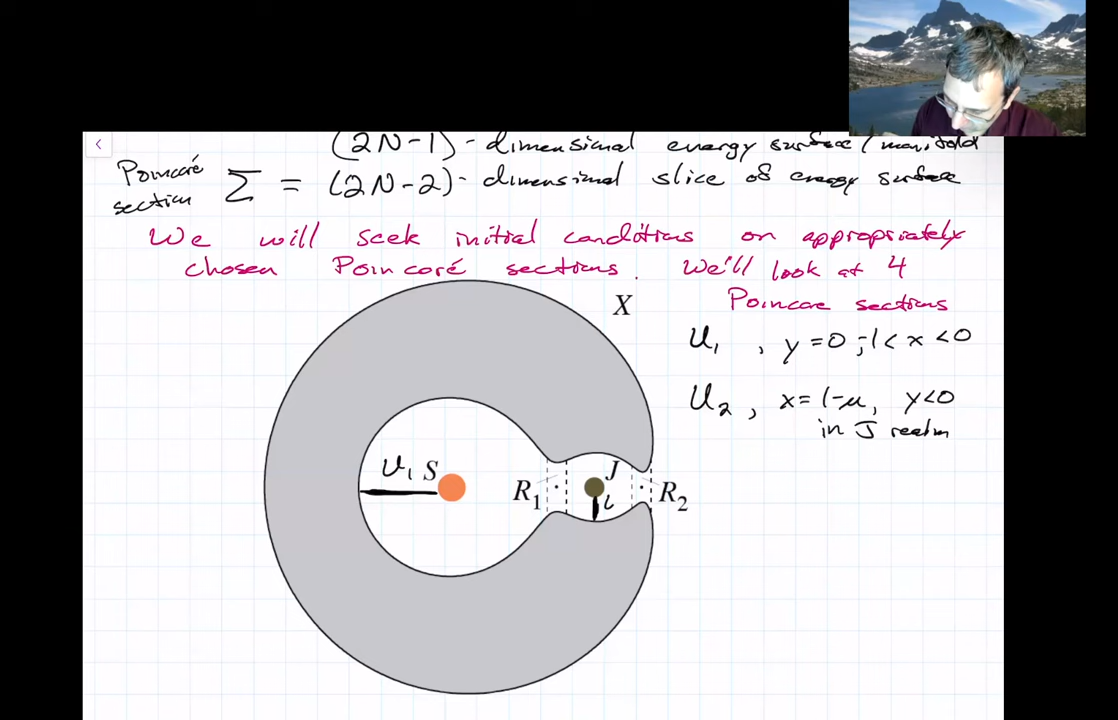 (2N-1)-dimensional energy surface/manifold
Poincaré section Σ = (2N-2)-dimensional slice of energy surface
We will seek initial conditions on appropriately
chosen Poincaré sections. We'll look at 4
Poincare sections
X
U₁, y=0; -1<x<0
U₂, x=1-μ, y<0
in J realm
U₁ S
J
R₁
R₂